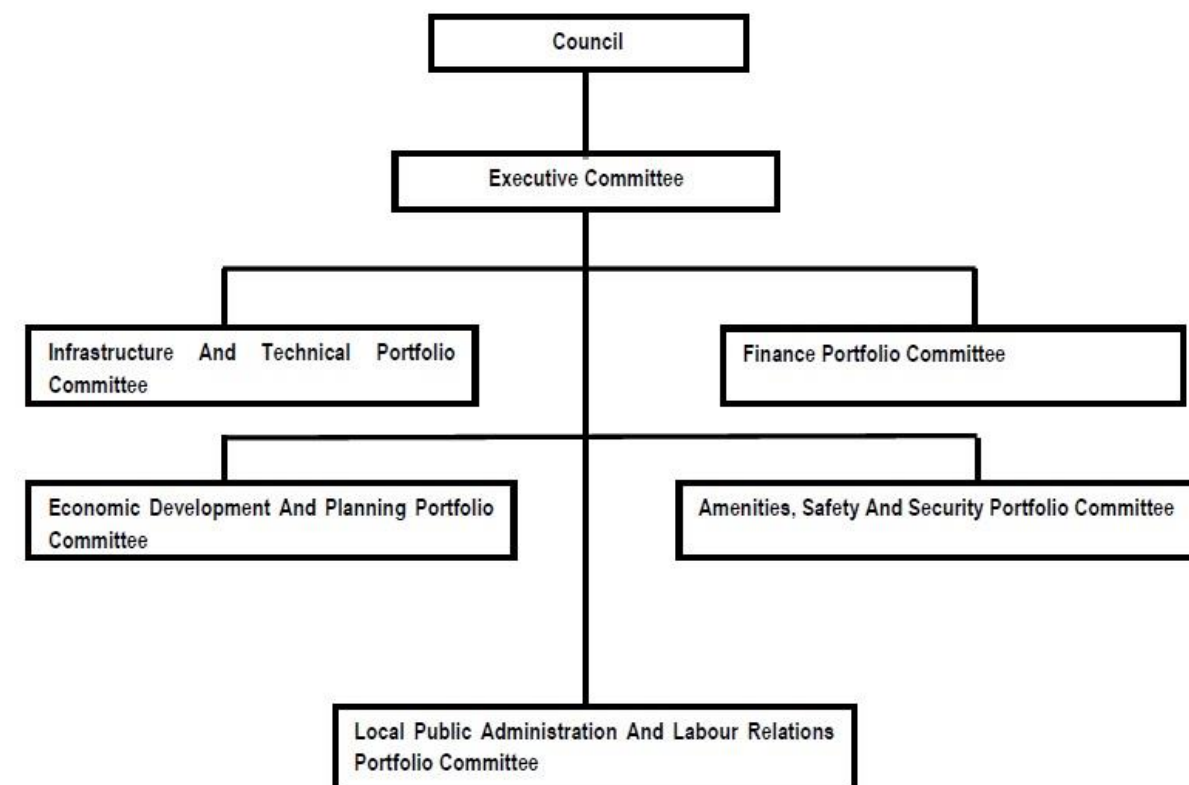 Council
Executive Committee
Infrastructure And Technical Portfolio
Committee
Finance Portfolio Committee
Economic Development And Planning Portfolio
Committee
Amenities, Safety And Security Portfolio Committee
Local Public Administration And Labour Relations
Portfolio Committee